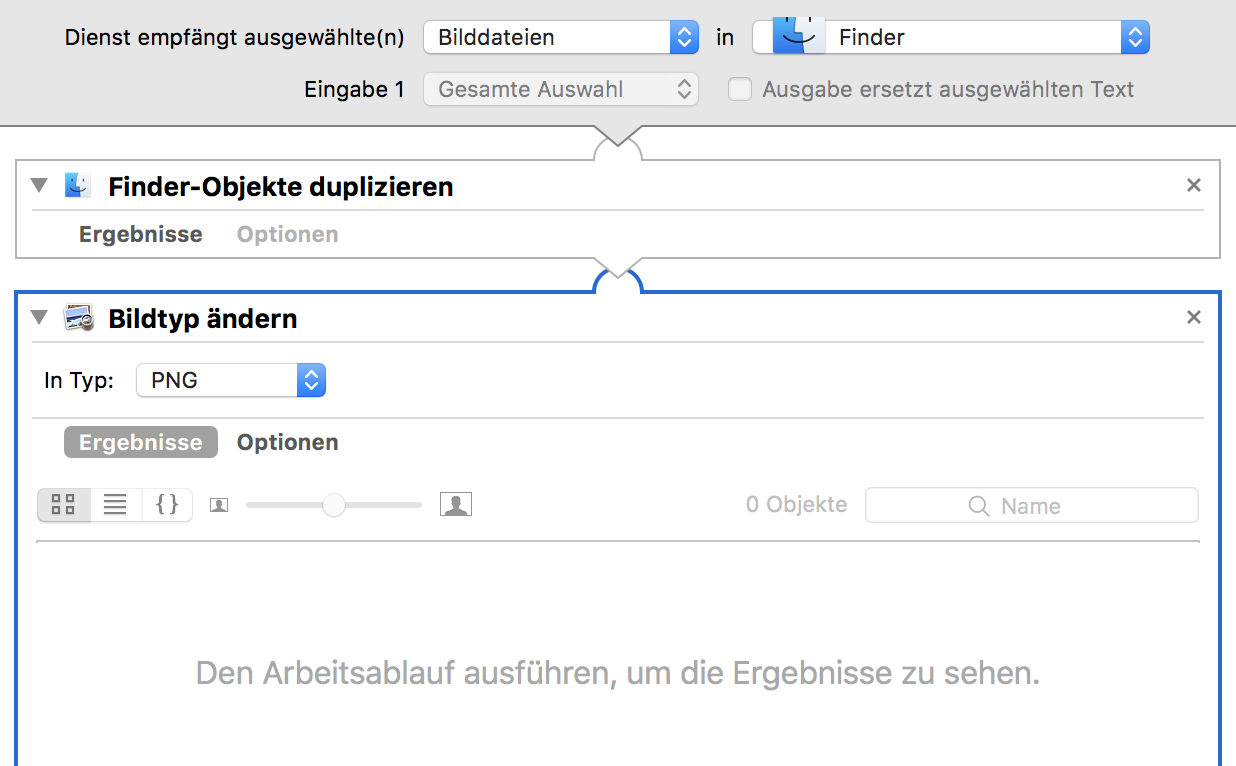 Dienst empfängt ausgewählte(n) Bilddateien in Finder
Eingabe 1 Gesamte Auswahl Ausgabe ersetzt ausgewählten Text
Finder-Objekte duplizieren
Ergebnisse Optionen
Bildtyp ändern
In Typ: PNG
Ergebnisse Optionen
{} 0 Objekte Name
Den Arbeitsablauf ausführen, um die Ergebnisse zu sehen.